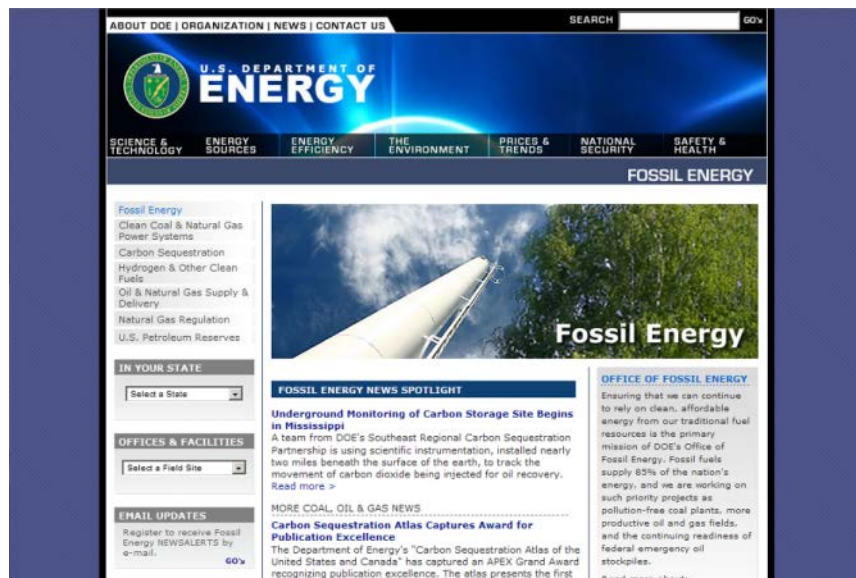 ABOUT DOE | ORGANIZATION | NEWS | CONTACT US
SEARCH
GO
U.S. DEPARTMENT OF
ENERGY
SCIENCE & TECHNOLOGY
ENERGY SOURCES
ENERGY EFFICIENCY
THE ENVIRONMENT
PRICES & TRENDS
NATIONAL SECURITY
SAFETY & HEALTH
FOSSIL ENERGY
Fossil Energy
Clean Coal & Natural Gas
Power Systems
Carbon Sequestration
Hydrogen & Other Clean
Fuels
Oil & Natural Gas Supply &
Delivery
Natural Gas Regulation
U.S. Petroleum Reserves
IN YOUR STATE
Select a State
OFFICES & FACILITIES
Select a Field Site
EMAIL UPDATES
Register to receive Fossil
Energy NEWSALERTS by
e-mail.
GO
Fossil Energy
FOSSIL ENERGY NEWS SPOTLIGHT
Underground Monitoring of Carbon Storage Site Begins
in Mississippi
A team from DOE's Southeast Regional Carbon Sequestration
Partnership is using scientific instrumentation, installed nearly
two miles beneath the surface of the earth, to track the
movement of carbon dioxide being injected for oil recovery.
Read more >
MORE COAL, OIL & GAS NEWS
Carbon Sequestration Atlas Captures Award for
Publication Excellence
The Department of Energy's "Carbon Sequestration Atlas of the
United States and Canada" has captured an APEX Grand Award
recognizing publication excellence. The atlas presents the first
OFFICE OF FOSSIL ENERGY
Ensuring that we can continue
to rely on clean, affordable
energy from our traditional fuel
resources is the primary
mission of DOE's Office of
Fossil Energy. Fossil fuels
supply 85% of the nation's
energy, and we are working on
such priority projects as
pollution-free coal plants, more
productive oil and gas fields,
and the continuing readiness of
federal emergency oil
stockpiles.